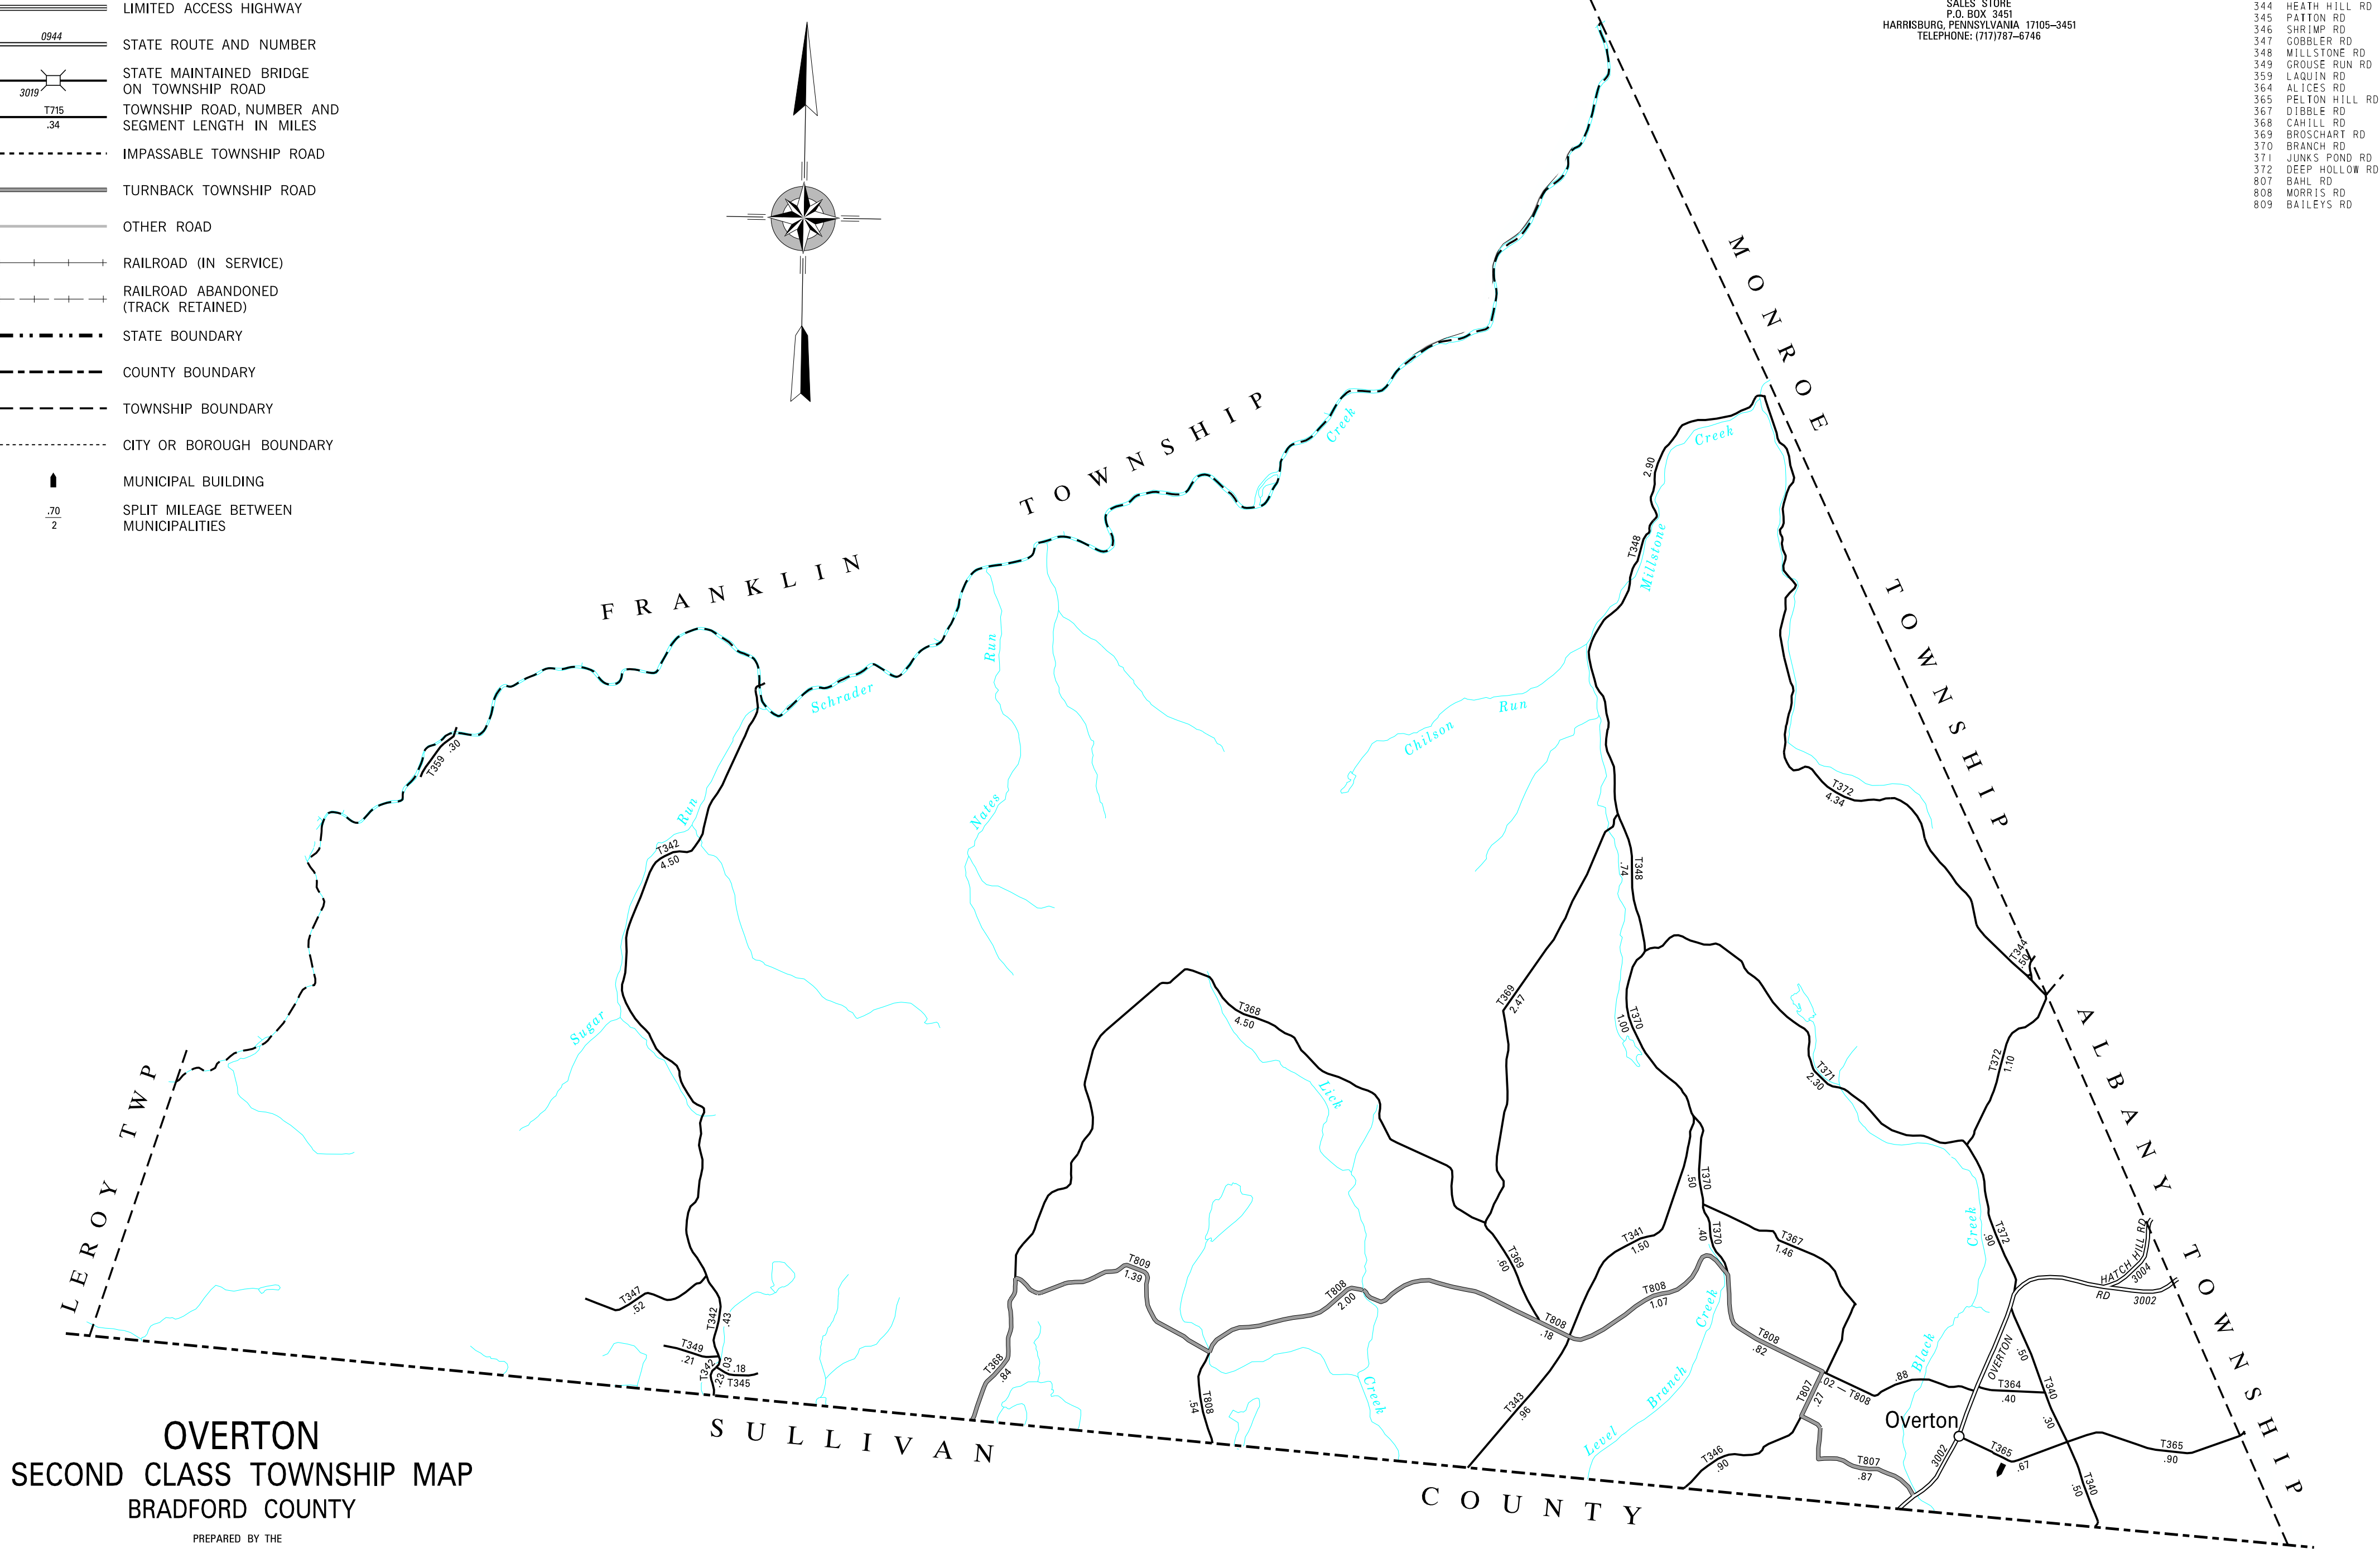 LIMITED ACCESS HIGHWAY
0944
STATE ROUTE AND NUMBER
3019
STATE MAINTAINED BRIDGE
ON TOWNSHIP ROAD
T715
.34
TOWNSHIP ROAD, NUMBER AND
SEGMENT LENGTH IN MILES
IMPASSABLE TOWNSHIP ROAD
TURNBACK TOWNSHIP ROAD
OTHER ROAD
RAILROAD (IN SERVICE)
RAILROAD ABANDONED
(TRACK RETAINED)
STATE BOUNDARY
COUNTY BOUNDARY
TOWNSHIP BOUNDARY
CITY OR BOROUGH BOUNDARY
MUNICIPAL BUILDING
.70
2
SPLIT MILEAGE BETWEEN
MUNICIPALITIES
SALES STORE
P.O. BOX 3451
HARRISBURG, PENNSYLVANIA 17105–3451
TELEPHONE: (717)787–6746
344 HEATH HILL RD
345 PATTON RD
346 SHRIMP RD
347 GOBBLER RD
348 MILLSTONE RD
349 GROUSE RUN RD
359 LAQUIN RD
364 ALICES RD
365 PELTON HILL RD
367 DIBBLE RD
368 CAHILL RD
369 BROSCHART RD
370 BRANCH RD
371 JUNKS POND RD
372 DEEP HOLLOW RD
807 BAHL RD
808 MORRIS RD
809 BAILEYS RD
FRANKLIN TOWNSHIP
MONROE TOWNSHIP
ALBANY TOWNSHIP
LEROY TWP
SULLIVAN COUNTY
Schrader Creek
Millstone Creek
Chilson Run
Nates Run
Sugar Run
Lick Creek
Level Branch Creek
Black Creek
T359 .30
T342 4.50
T347 .52
T342 .43
T349 .21
.03 .18
T345
T342 .23
T348 2.90
T348 .74
T372 4.34
T344 .50
T372 1.10
T371 2.30
T372 .90
T369 2.47
T370 1.00
T370 .50
T370 .40
T367 1.46
T341 1.50
T368 4.50
T369 .60
T809 1.39
T808 2.00
T808 .18
T808 1.07
T808 .82
T368 .84
T808 .54
T343 .96
T346 .90
T807 .27
T807 .87
.02 – T808
.88
T364 .40
.50 T340 .30
T340 .50
T365 .67
T365 .90
OVERTON RD
3002
HATCH HILL RD
3004
3002
Overton
OVERTON
SECOND CLASS TOWNSHIP MAP
BRADFORD COUNTY
PREPARED BY THE